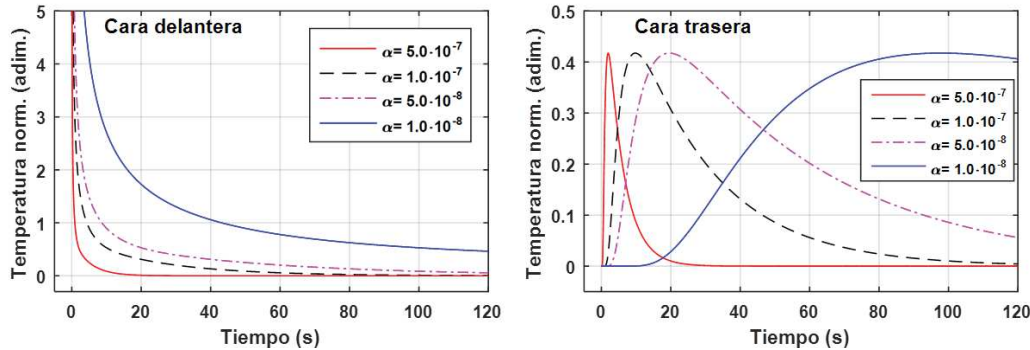 Cara delantera
Temperatura norm. (adim.)
5
4
3
2
1
0
α= 5.0·10⁻⁷
α= 1.0·10⁻⁷
α= 5.0·10⁻⁸
α= 1.0·10⁻⁸
0 20 40 60 80 100 120
Tiempo (s)
Cara trasera
Temperatura norm. (adim.)
0.5
0.4
0.3
0.2
0.1
0
α= 5.0·10⁻⁷
α= 1.0·10⁻⁷
α= 5.0·10⁻⁸
α= 1.0·10⁻⁸
0 20 40 60 80 100 120
Tiempo (s)